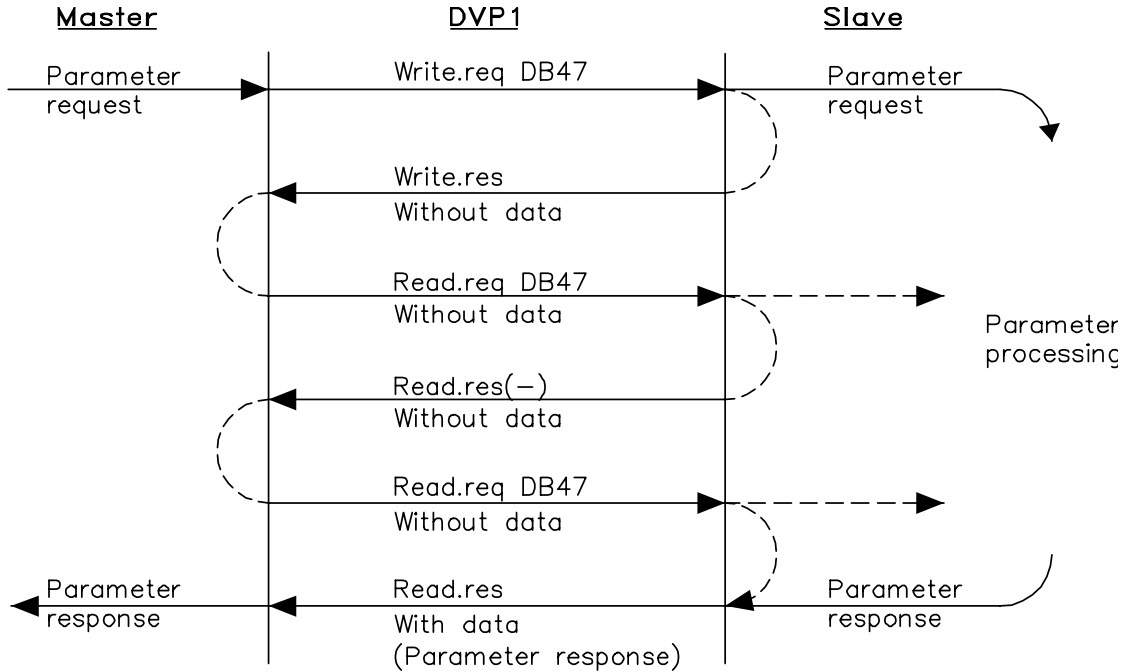 Master DVP1 Slave
Parameter
request
Write.req DB47
Parameter
request
Write.res
Without data
Read.req DB47
Without data
Parameter
processing
Read.res(-)
Without data
Read.req DB47
Without data
Parameter
response
Read.res
With data
(Parameter response)
Parameter
response